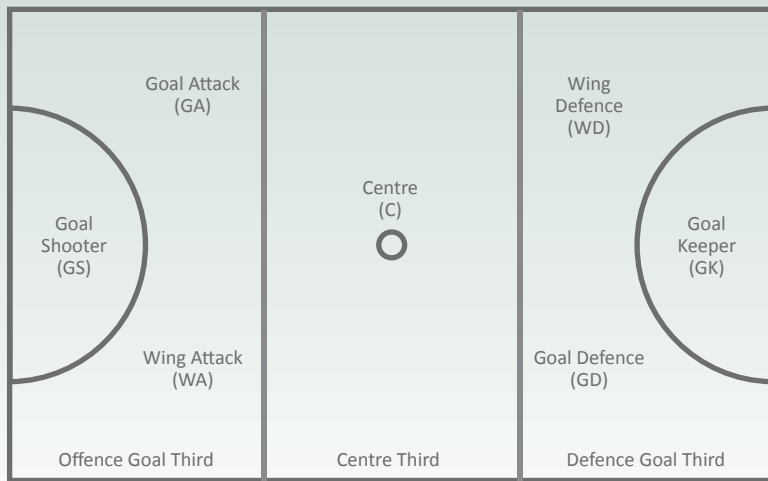 Goal Attack
(GA)
Wing
Defence
(WD)
Centre
(C)
Goal
Shooter
(GS)
Goal
Keeper
(GK)
Wing Attack
(WA)
Goal Defence
(GD)
Offence Goal Third
Centre Third
Defence Goal Third